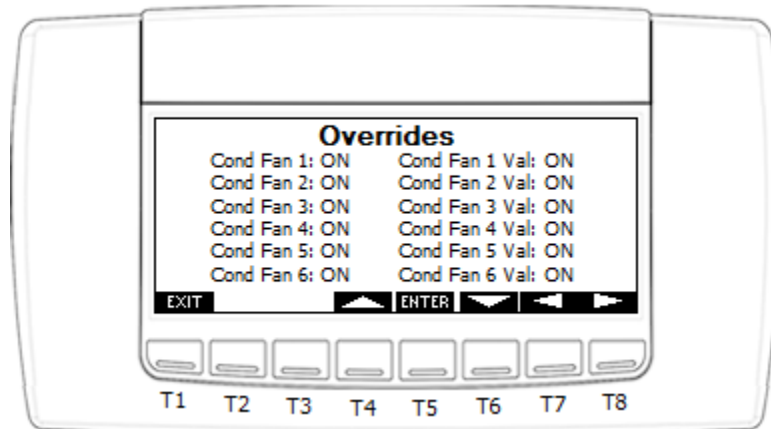 Overrides
Cond Fan 1: ON Cond Fan 1 Val: ON
Cond Fan 2: ON Cond Fan 2 Val: ON
Cond Fan 3: ON Cond Fan 3 Val: ON
Cond Fan 4: ON Cond Fan 4 Val: ON
Cond Fan 5: ON Cond Fan 5 Val: ON
Cond Fan 6: ON Cond Fan 6 Val: ON
EXIT ENTER
T1 T2 T3 T4 T5 T6 T7 T8